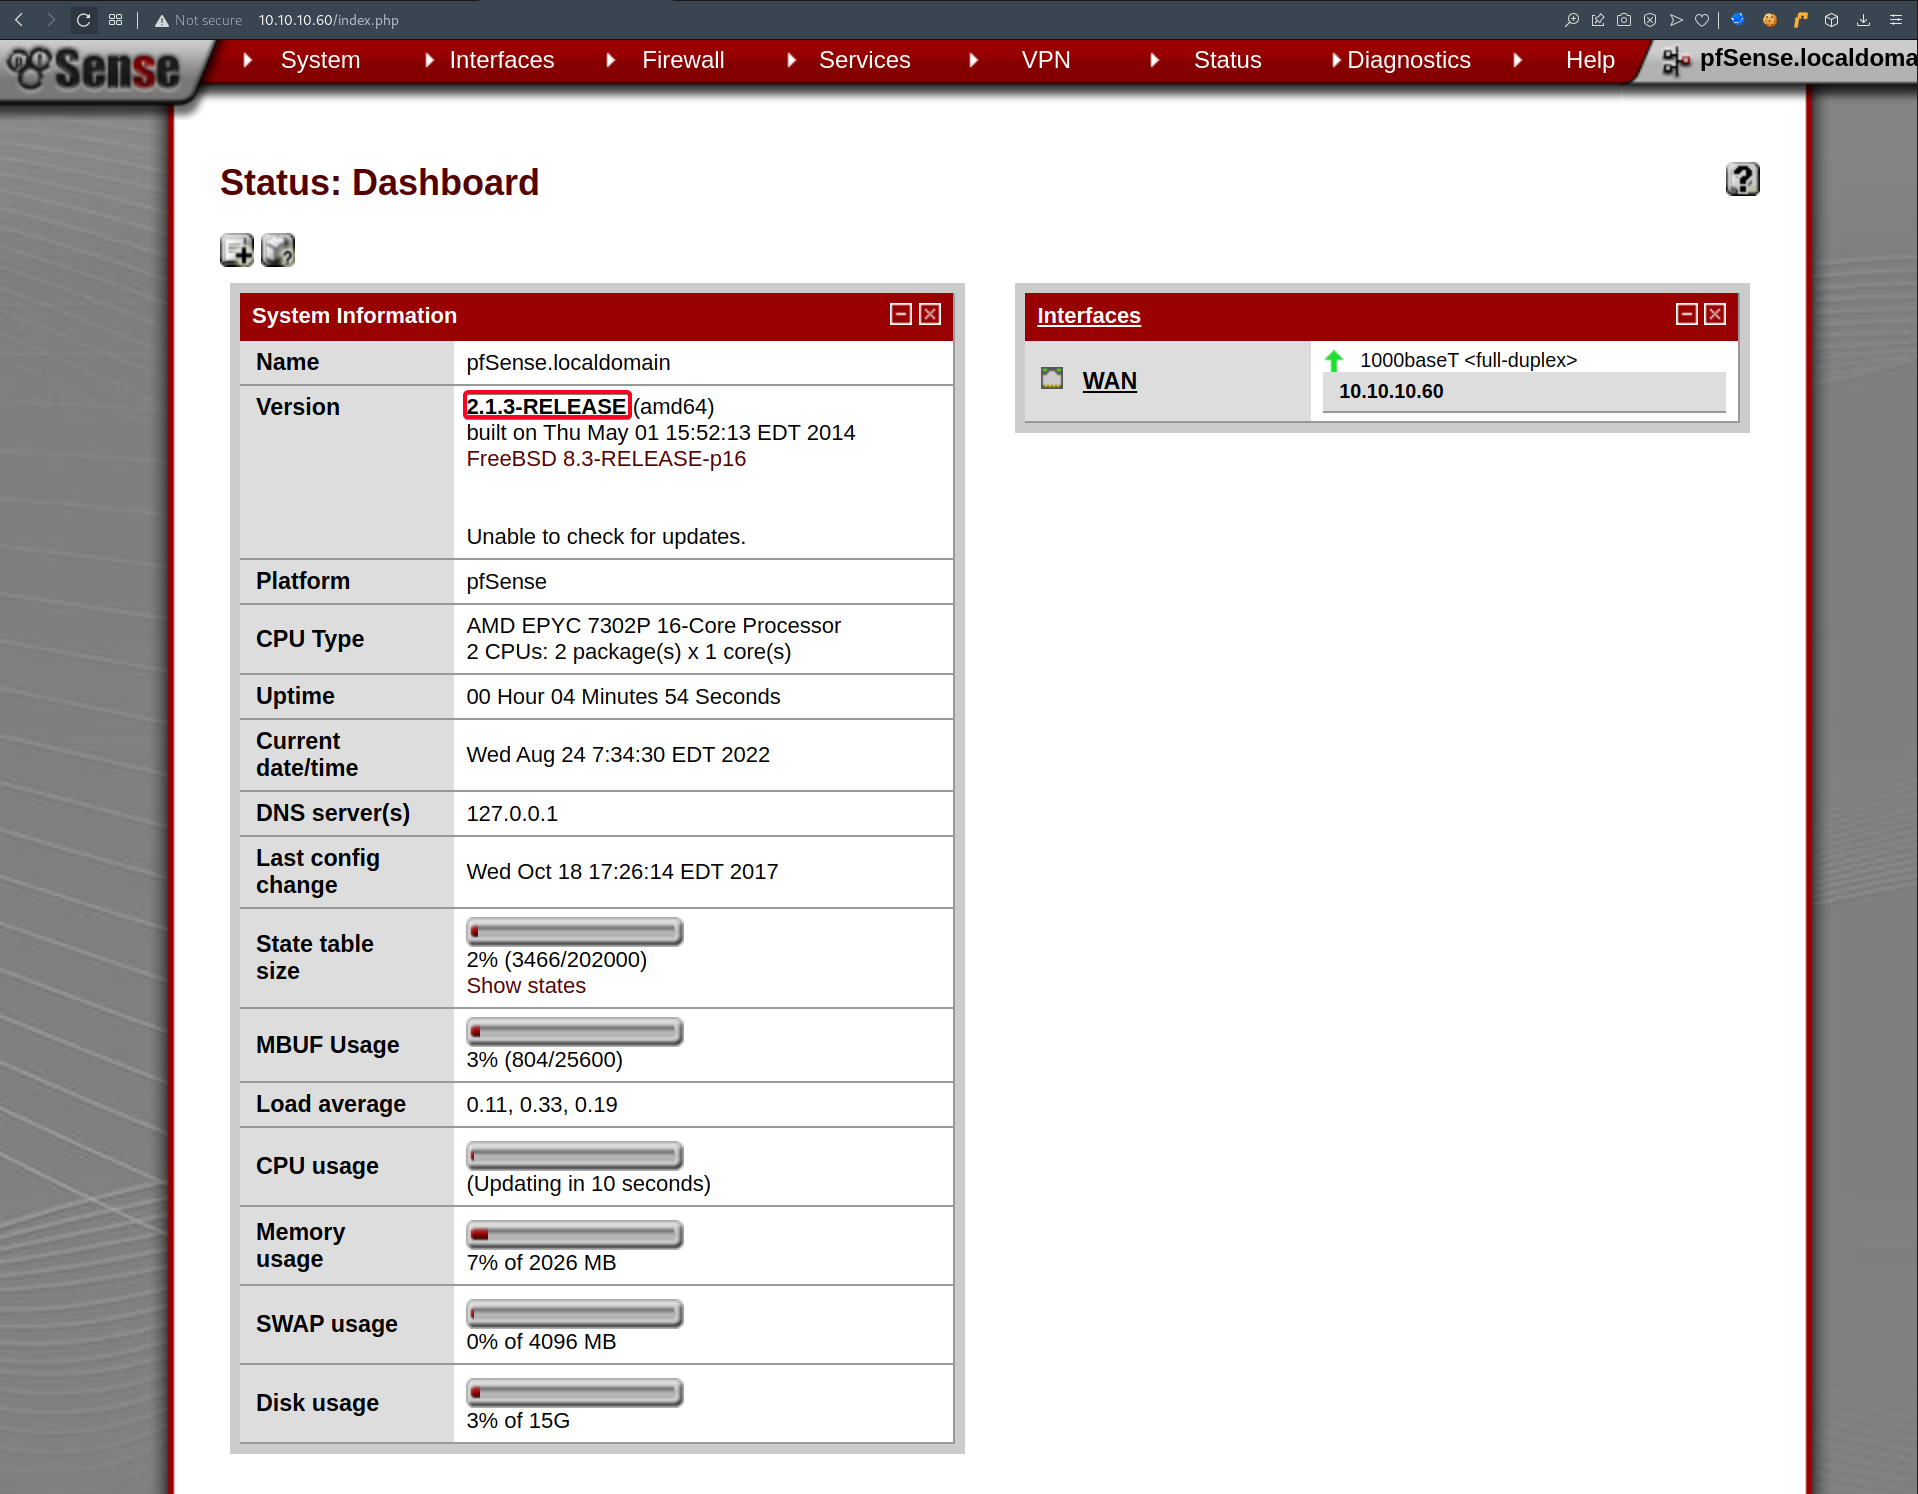 Not secure 10.10.10.60/index.php
Sense System Interfaces Firewall Services VPN Status Diagnostics Help pfSense.localdoma
Status: Dashboard
System Information
Name pfSense.localdomain
Version 2.1.3-RELEASE (amd64)
built on Thu May 01 15:52:13 EDT 2014
FreeBSD 8.3-RELEASE-p16
Unable to check for updates.
Platform pfSense
CPU Type AMD EPYC 7302P 16-Core Processor
2 CPUs: 2 package(s) x 1 core(s)
Uptime 00 Hour 04 Minutes 54 Seconds
Current
date/time
Wed Aug 24 7:34:30 EDT 2022
DNS server(s) 127.0.0.1
Last config
change
Wed Oct 18 17:26:14 EDT 2017
State table
size
2% (3466/202000)
Show states
MBUF Usage
3% (804/25600)
Load average 0.11, 0.33, 0.19
CPU usage
(Updating in 10 seconds)
Memory
usage
7% of 2026 MB
SWAP usage
0% of 4096 MB
Disk usage
3% of 15G
Interfaces
WAN
1000baseT <full-duplex>
10.10.10.60